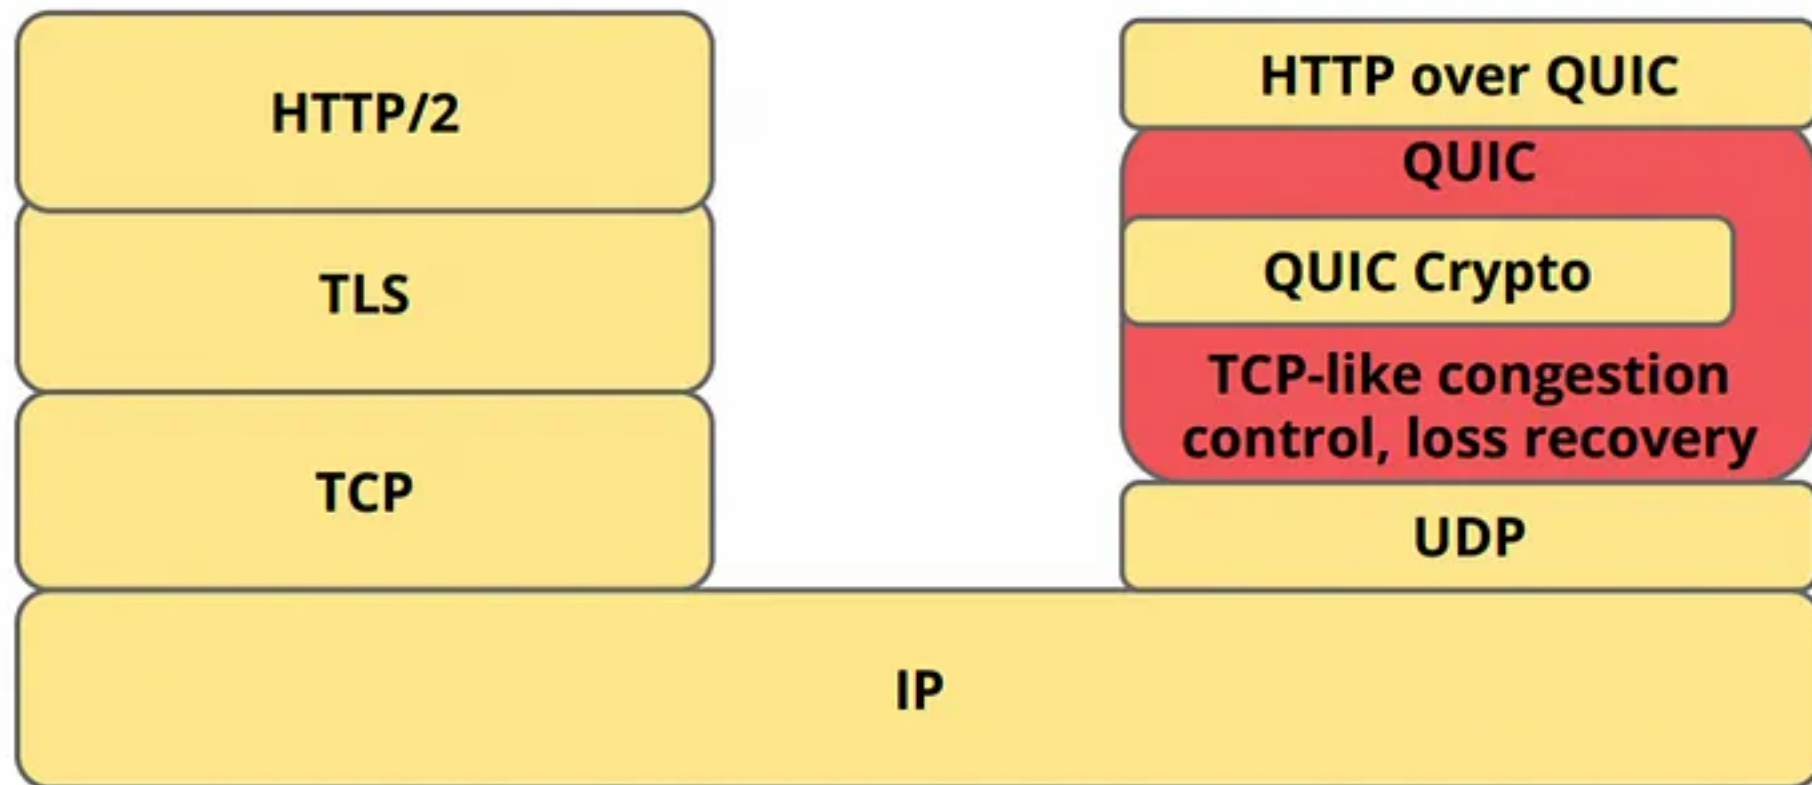 HTTP/2
TLS
TCP
HTTP over QUIC
QUIC
QUIC Crypto
TCP-like congestion
control, loss recovery
UDP
IP